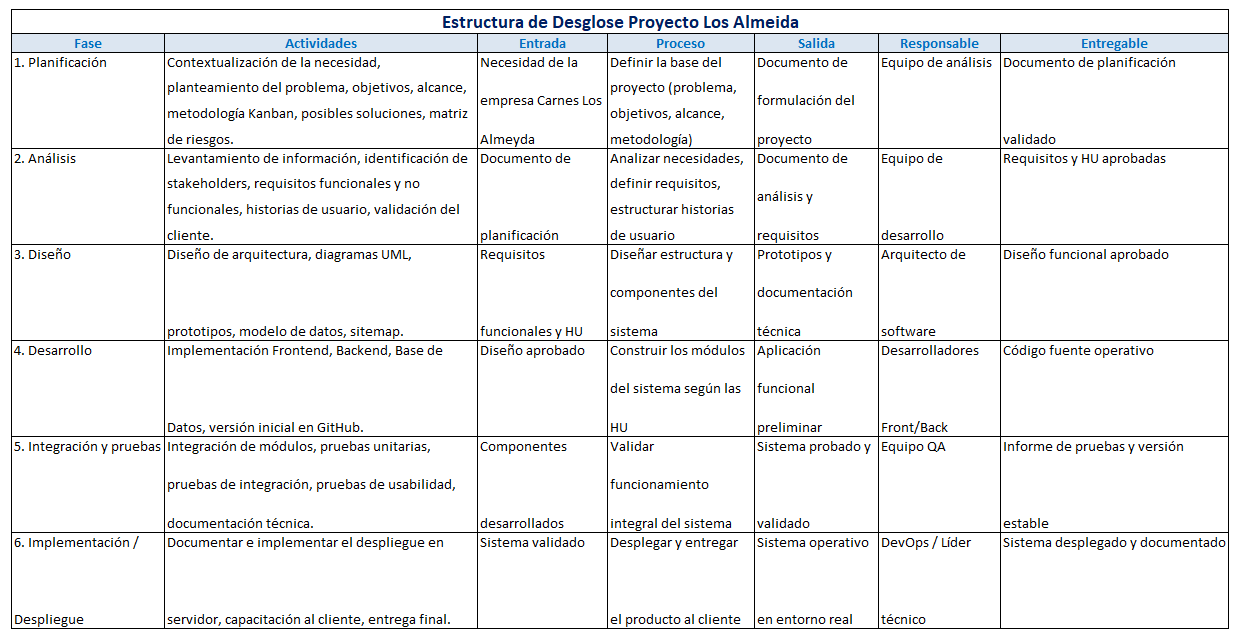 Estructura de Desglose Proyecto Los Almeida
Fase Actividades Entrada Proceso Salida Responsable Entregable
1. Planificación
Contextualización de la necesidad,
planteamiento del problema, objetivos, alcance,
metodología Kanban, posibles soluciones, matriz
de riesgos.
Necesidad de la
empresa Carnes Los
Almeyda
Definir la base del
proyecto (problema,
objetivos, alcance,
metodología)
Documento de
formulación del
proyecto
Equipo de análisis
Documento de planificación
validado
2. Análisis
Levantamiento de información, identificación de
stakeholders, requisitos funcionales y no
funcionales, historias de usuario, validación del
cliente.
Documento de
planificación
Analizar necesidades,
definir requisitos,
estructurar historias
de usuario
Documento de
análisis y
requisitos
Equipo de
desarrollo
Requisitos y HU aprobadas
3. Diseño
Diseño de arquitectura, diagramas UML,
prototipos, modelo de datos, sitemap.
Requisitos
funcionales y HU
Diseñar estructura y
componentes del
sistema
Prototipos y
documentación
técnica
Arquitecto de
software
Diseño funcional aprobado
4. Desarrollo
Implementación Frontend, Backend, Base de
Datos, versión inicial en GitHub.
Diseño aprobado
Construir los módulos
del sistema según las
HU
Aplicación
funcional
preliminar
Desarrolladores
Front/Back
Código fuente operativo
5. Integración y pruebas
Integración de módulos, pruebas unitarias,
pruebas de integración, pruebas de usabilidad,
documentación técnica.
Componentes
desarrollados
Validar
funcionamiento
integral del sistema
Sistema probado y
validado
Equipo QA
Informe de pruebas y versión
estable
6. Implementación /
Despliegue
Documentar e implementar el despliegue en
servidor, capacitación al cliente, entrega final.
Sistema validado
Desplegar y entregar
el producto al cliente
Sistema operativo
en entorno real
DevOps / Líder
técnico
Sistema desplegado y documentado